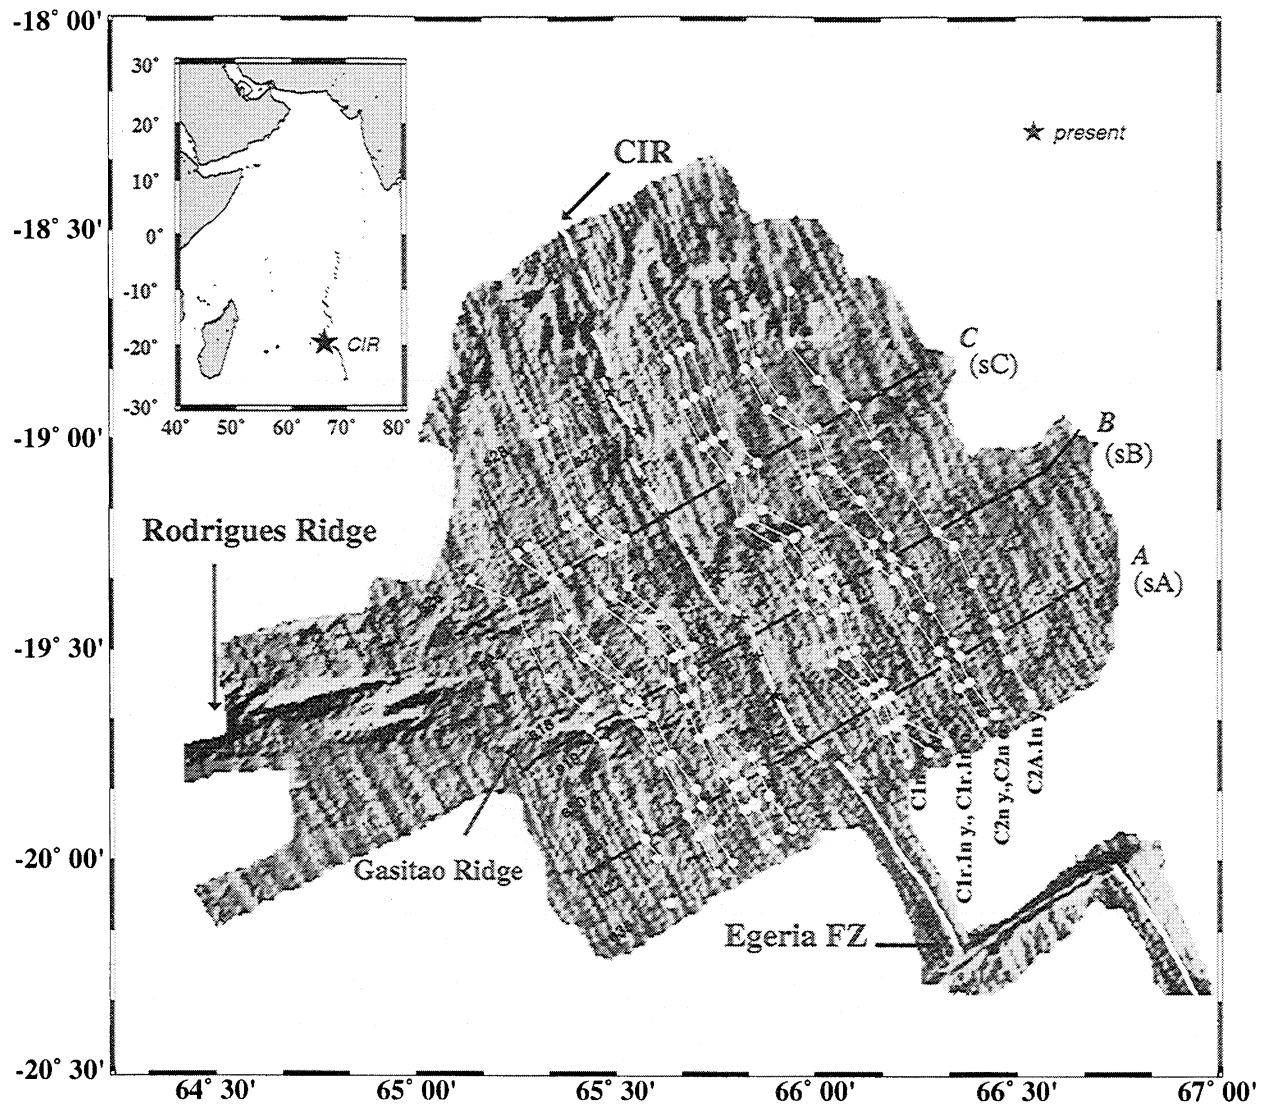 -18° 00'
-18° 30'
-19° 00'
-19° 30'
-20° 00'
-20° 30'
64° 30'
65° 00'
65° 30'
66° 00'
66° 30'
67° 00'
30°
20°
10°
0°
-10°
-20°
-30°
40°
50°
60°
70°
80°
CIR
present
CIR
C
(sC)
B
(sB)
A
(sA)
Rodrigues Ridge
Gasitao Ridge
Egeria FZ
C1n
C1r.1n y., C1r.1n
C2n y.,C2n o
C2A.1n y